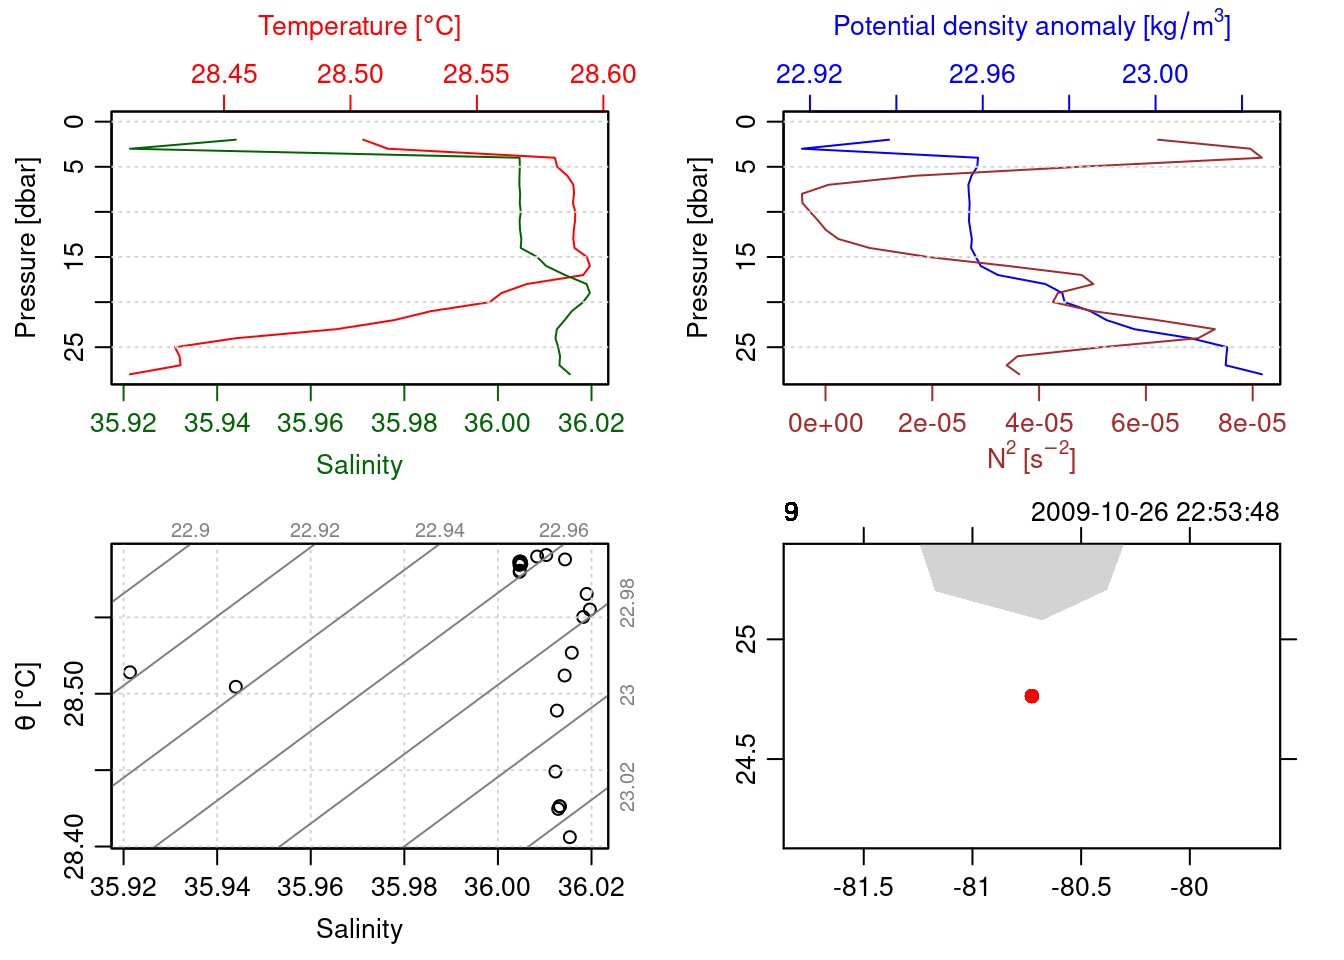 Temperature [°C]
28.45 28.50 28.55 28.60
0
5
15
25
Pressure [dbar]
35.92 35.94 35.96 35.98 36.00 36.02
Salinity
Potential density anomaly [kg/m³]
22.92 22.96 23.00
0
5
15
25
Pressure [dbar]
0e+00 2e-05 4e-05 6e-05 8e-05
N² [s⁻²]
22.9 22.92 22.94 22.96
22.98
23
23.02
28.50
28.40
θ [°C]
35.92 35.94 35.96 35.98 36.00 36.02
Salinity
2009-10-26 22:53:48
25
24.5
-81.5 -81 -80.5 -80